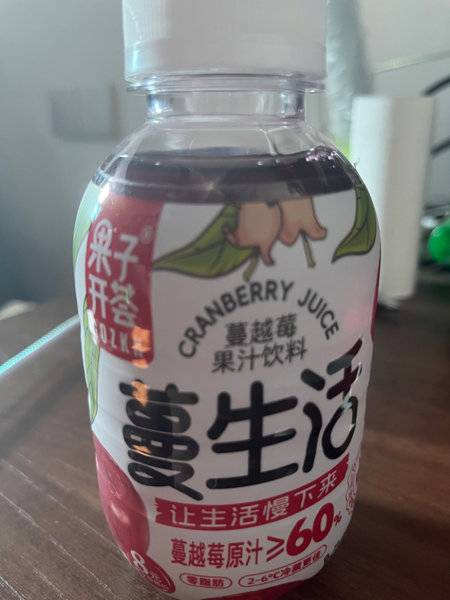 果子®
开荟
CRANBERRY JUICE
蔓越莓
果汁饮料
蔓生活
让生活慢下来
蔓越莓原汁≥60%
零脂肪
2-6℃冷藏更佳